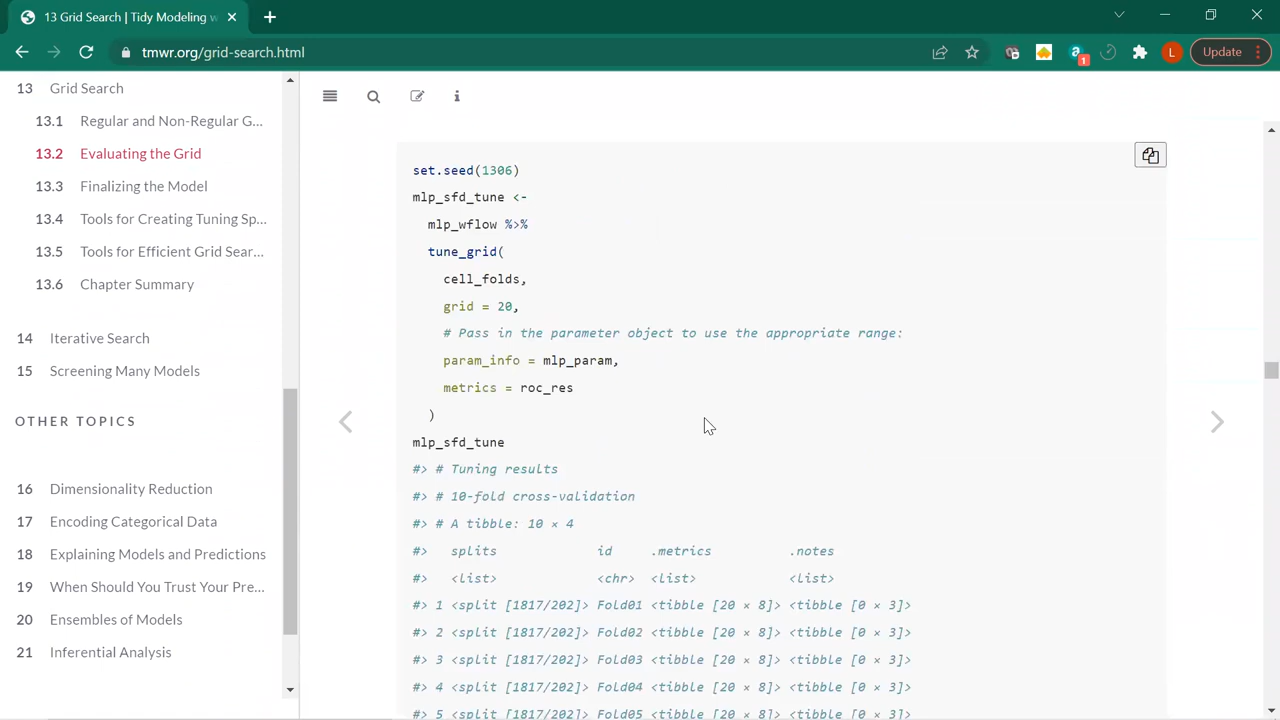 13 Grid Search | Tidy Modeling w
tmwr.org/grid-search.html
1
L
Update
13 Grid Search
13.1 Regular and Non-Regular G...
13.2 Evaluating the Grid
13.3 Finalizing the Model
13.4 Tools for Creating Tuning Sp...
13.5 Tools for Efficient Grid Sear...
13.6 Chapter Summary
14 Iterative Search
15 Screening Many Models
OTHER TOPICS
16 Dimensionality Reduction
17 Encoding Categorical Data
18 Explaining Models and Predictions
19 When Should You Trust Your Pre...
20 Ensembles of Models
21 Inferential Analysis
set.seed(1306)
mlp_sfd_tune <-
mlp_wflow %>%
tune_grid(
cell_folds,
grid = 20,
# Pass in the parameter object to use the appropriate range:
param_info = mlp_param,
metrics = roc_res
)
mlp_sfd_tune
#> # Tuning results
#> # 10-fold cross-validation
#> # A tibble: 10 × 4
#> splits id .metrics .notes
#> <list> <chr> <list> <list>
#> 1 <split [1817/202]> Fold01 <tibble [20 × 8]> <tibble [0 × 3]>
#> 2 <split [1817/202]> Fold02 <tibble [20 × 8]> <tibble [0 × 3]>
#> 3 <split [1817/202]> Fold03 <tibble [20 × 8]> <tibble [0 × 3]>
#> 4 <split [1817/202]> Fold04 <tibble [20 × 8]> <tibble [0 × 3]>
#> 5 <split [1817/202]> Fold05 <tibble [20 × 8]> <tibble [0 × 3]>